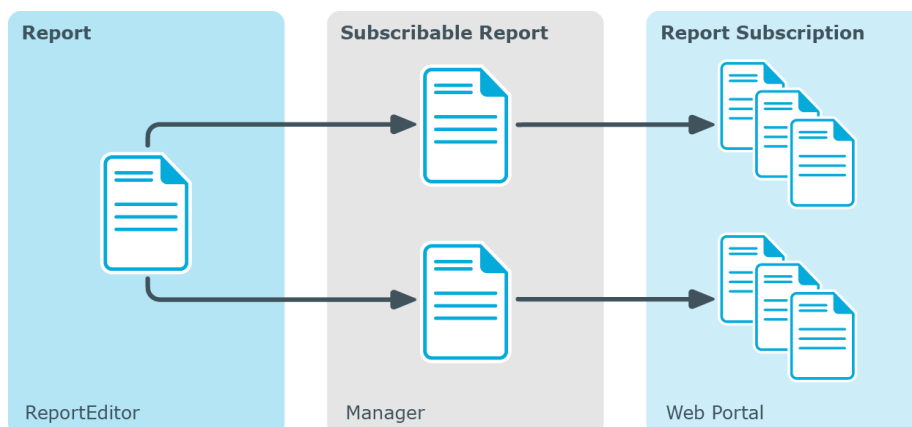 Report
Subscribable Report
Report Subscription
ReportEditor
Manager
Web Portal